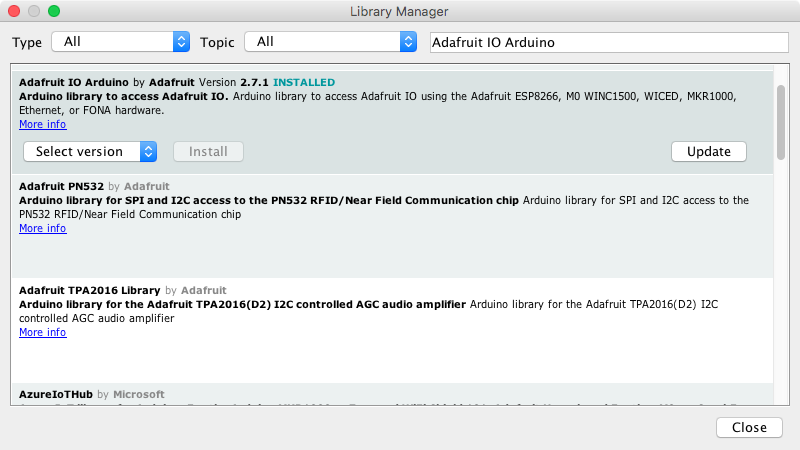 Library Manager
Type All Topic All Adafruit IO Arduino
Adafruit IO Arduino by Adafruit Version 2.7.1 INSTALLED
Arduino library to access Adafruit IO. Arduino library to access Adafruit IO using the Adafruit ESP8266, M0 WINC1500, WICED, MKR1000,
Ethernet, or FONA hardware.
More info
Select version Install Update
Adafruit PN532 by Adafruit
Arduino library for SPI and I2C access to the PN532 RFID/Near Field Communication chip Arduino library for SPI and I2C access to the
PN532 RFID/Near Field Communication chip
More info
Adafruit TPA2016 Library by Adafruit
Arduino library for the Adafruit TPA2016(D2) I2C controlled AGC audio amplifier Arduino library for the Adafruit TPA2016(D2) I2C
controlled AGC audio amplifier
More info
AzureIoTHub by Microsoft
Close